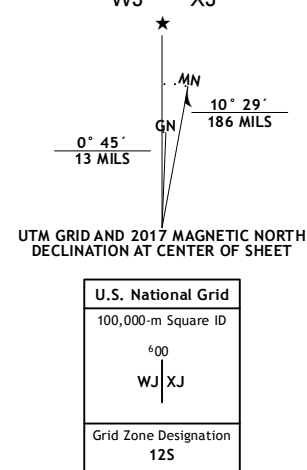 WJ XJ
★
MN
GN
10° 29´
186 MILS
0° 45´
13 MILS
UTM GRID AND 2017 MAGNETIC NORTH
DECLINATION AT CENTER OF SHEET
U.S. National Grid
100,000-m Square ID
⁶00
WJ XJ
Grid Zone Designation
12S